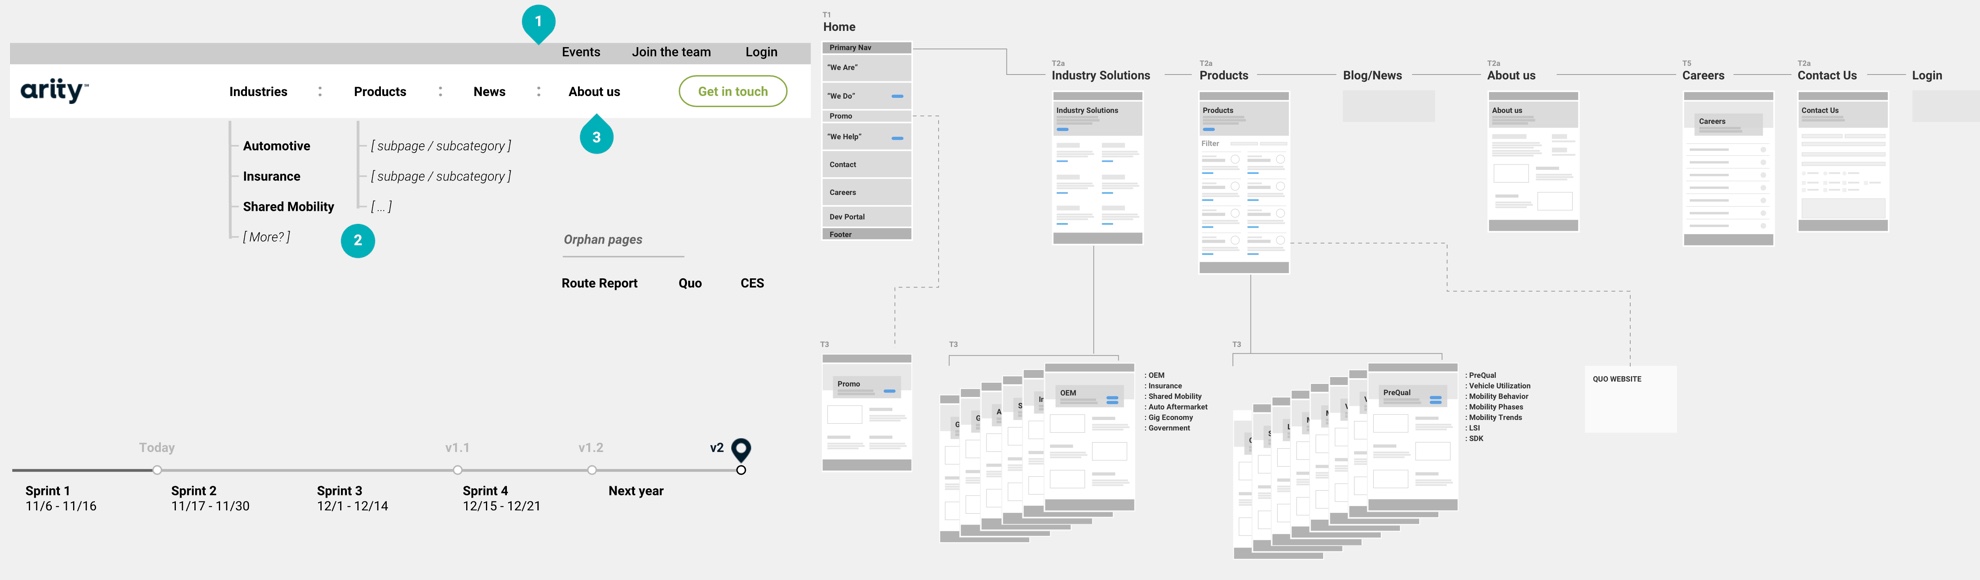 1
Events Join the team Login
arity™
Industries : Products : News : About us Get in touch
3
Automotive
Insurance
Shared Mobility
[ More? ]
[ subpage / subcategory ]
[ subpage / subcategory ]
[ ... ]
2
Orphan pages
Route Report Quo CES
Today v1.1 v1.2 v2
Sprint 1
11/6 - 11/16
Sprint 2
11/17 - 11/30
Sprint 3
12/1 - 12/14
Sprint 4
12/15 - 12/21
Next year
T1
Home
Primary Nav
“We Are”
“We Do”
Promo
“We Help”
Contact
Careers
Dev Portal
Footer
T2a
Industry Solutions
Industry Solutions
T2a
Products
Products
Filter
Blog/News
T2a
About us
About us
T5
Careers
Careers
T2a
Contact Us
Contact Us
Login
T3
Promo
T3
G
G
A
S
In
OEM
: OEM
: Insurance
: Shared Mobility
: Auto Aftermarket
: Gig Economy
: Government
T3
S
L
M
M
V
V
PreQual
: PreQual
: Vehicle Utilization
: Mobility Behavior
: Mobility Phases
: Mobility Trends
: LSI
: SDK
QUO WEBSITE